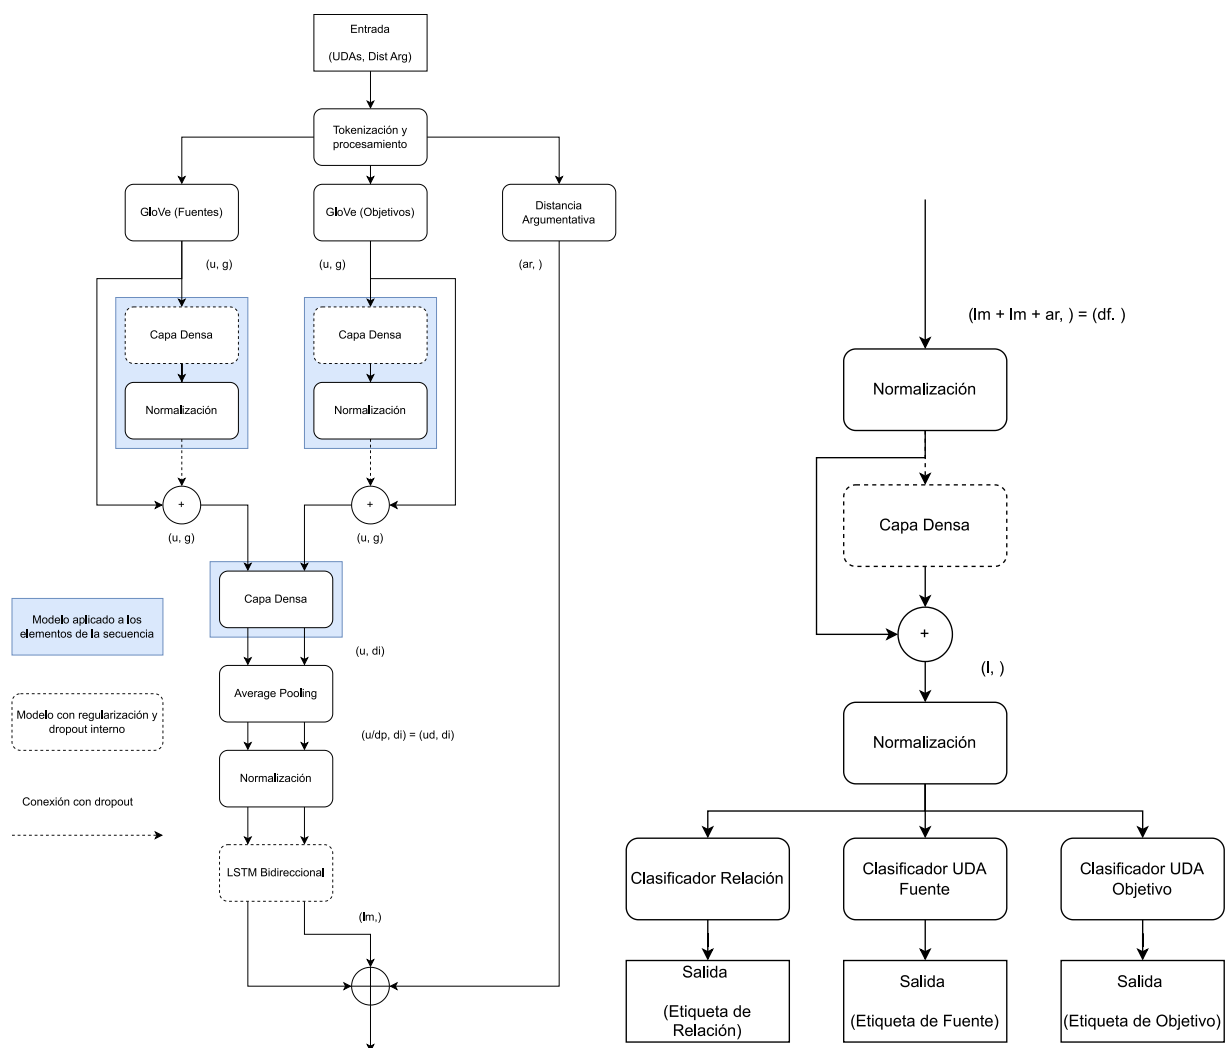 Entrada
(UDAs, Dist Arg)
Tokenización y
procesamiento
GloVe (Fuentes)
GloVe (Objetivos)
Distancia
Argumentativa
(u, g)
(u, g)
(ar, )
Capa Densa
Capa Densa
Normalización
Normalización
+
+
(u, g)
(u, g)
Capa Densa
(u, di)
Average Pooling
(u/dp, di) = (ud, di)
Normalización
LSTM Bidireccional
(lm,)
Modelo aplicado a los
elementos de la secuencia
Modelo con regularización y
dropout interno
Conexión con dropout
(lm + lm + ar, ) = (df. )
Normalización
Capa Densa
+
(l, )
Normalización
Clasificador Relación
Clasificador UDA
Fuente
Clasificador UDA
Objetivo
Salida
(Etiqueta de
Relación)
Salida
(Etiqueta de Fuente)
Salida
(Etiqueta de Objetivo)